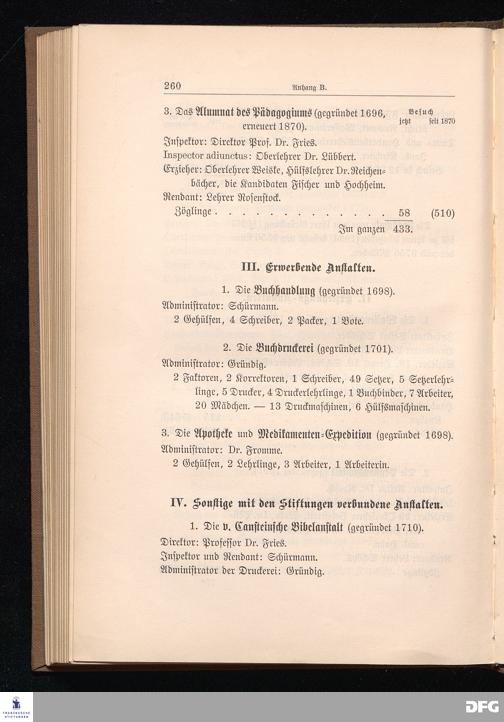 260 Anhang B.
3. Das Alumnat des Pädagogiums (gegründet 1696, Besuch
erneuert 1870). jetzt seit 1870
Inspektor: Direktor Prof. Dr. Fries.
Inspector adiunctus: Oberlehrer Dr. Lübbert.
Erzieher: Oberlehrer Weiske, Hülfslehrer Dr. Reichen-
bächer, die Kandidaten Fischer und Hochheim.
Rendant: Lehrer Rosenstock.
Zöglinge . . . . . . . . . . . . . 58 (510)
Im ganzen 433.
III. Erwerbende Anstalten.
1. Die Buchhandlung (gegründet 1698).
Administrator: Schürmann.
2 Gehülfen, 4 Schreiber, 2 Packer, 1 Bote.
2. Die Buchdruckerei (gegründet 1701).
Administrator: Gründig.
2 Faktoren, 2 Korrektoren, 1 Schreiber, 49 Setzer, 5 Setzerlehr-
linge, 5 Drucker, 4 Druckerlehrlinge, 1 Buchbinder, 7 Arbeiter,
20 Mädchen. — 13 Druckmaschinen, 6 Hülfsmaschinen.
3. Die Apotheke und Medikamenten-Expedition (gegründet 1698).
Administrator: Dr. Fromme.
2 Gehülfen, 2 Lehrlinge, 3 Arbeiter, 1 Arbeiterin.
IV. Sonstige mit den Stiftungen verbundene Anstalten.
1. Die v. Cansteinsche Bibelanstalt (gegründet 1710).
Direktor: Professor Dr. Fries.
Inspektor und Rendant: Schürmann.
Administrator der Druckerei: Gründig.
FRANCKESCHE
STIFTUNGEN
DFG